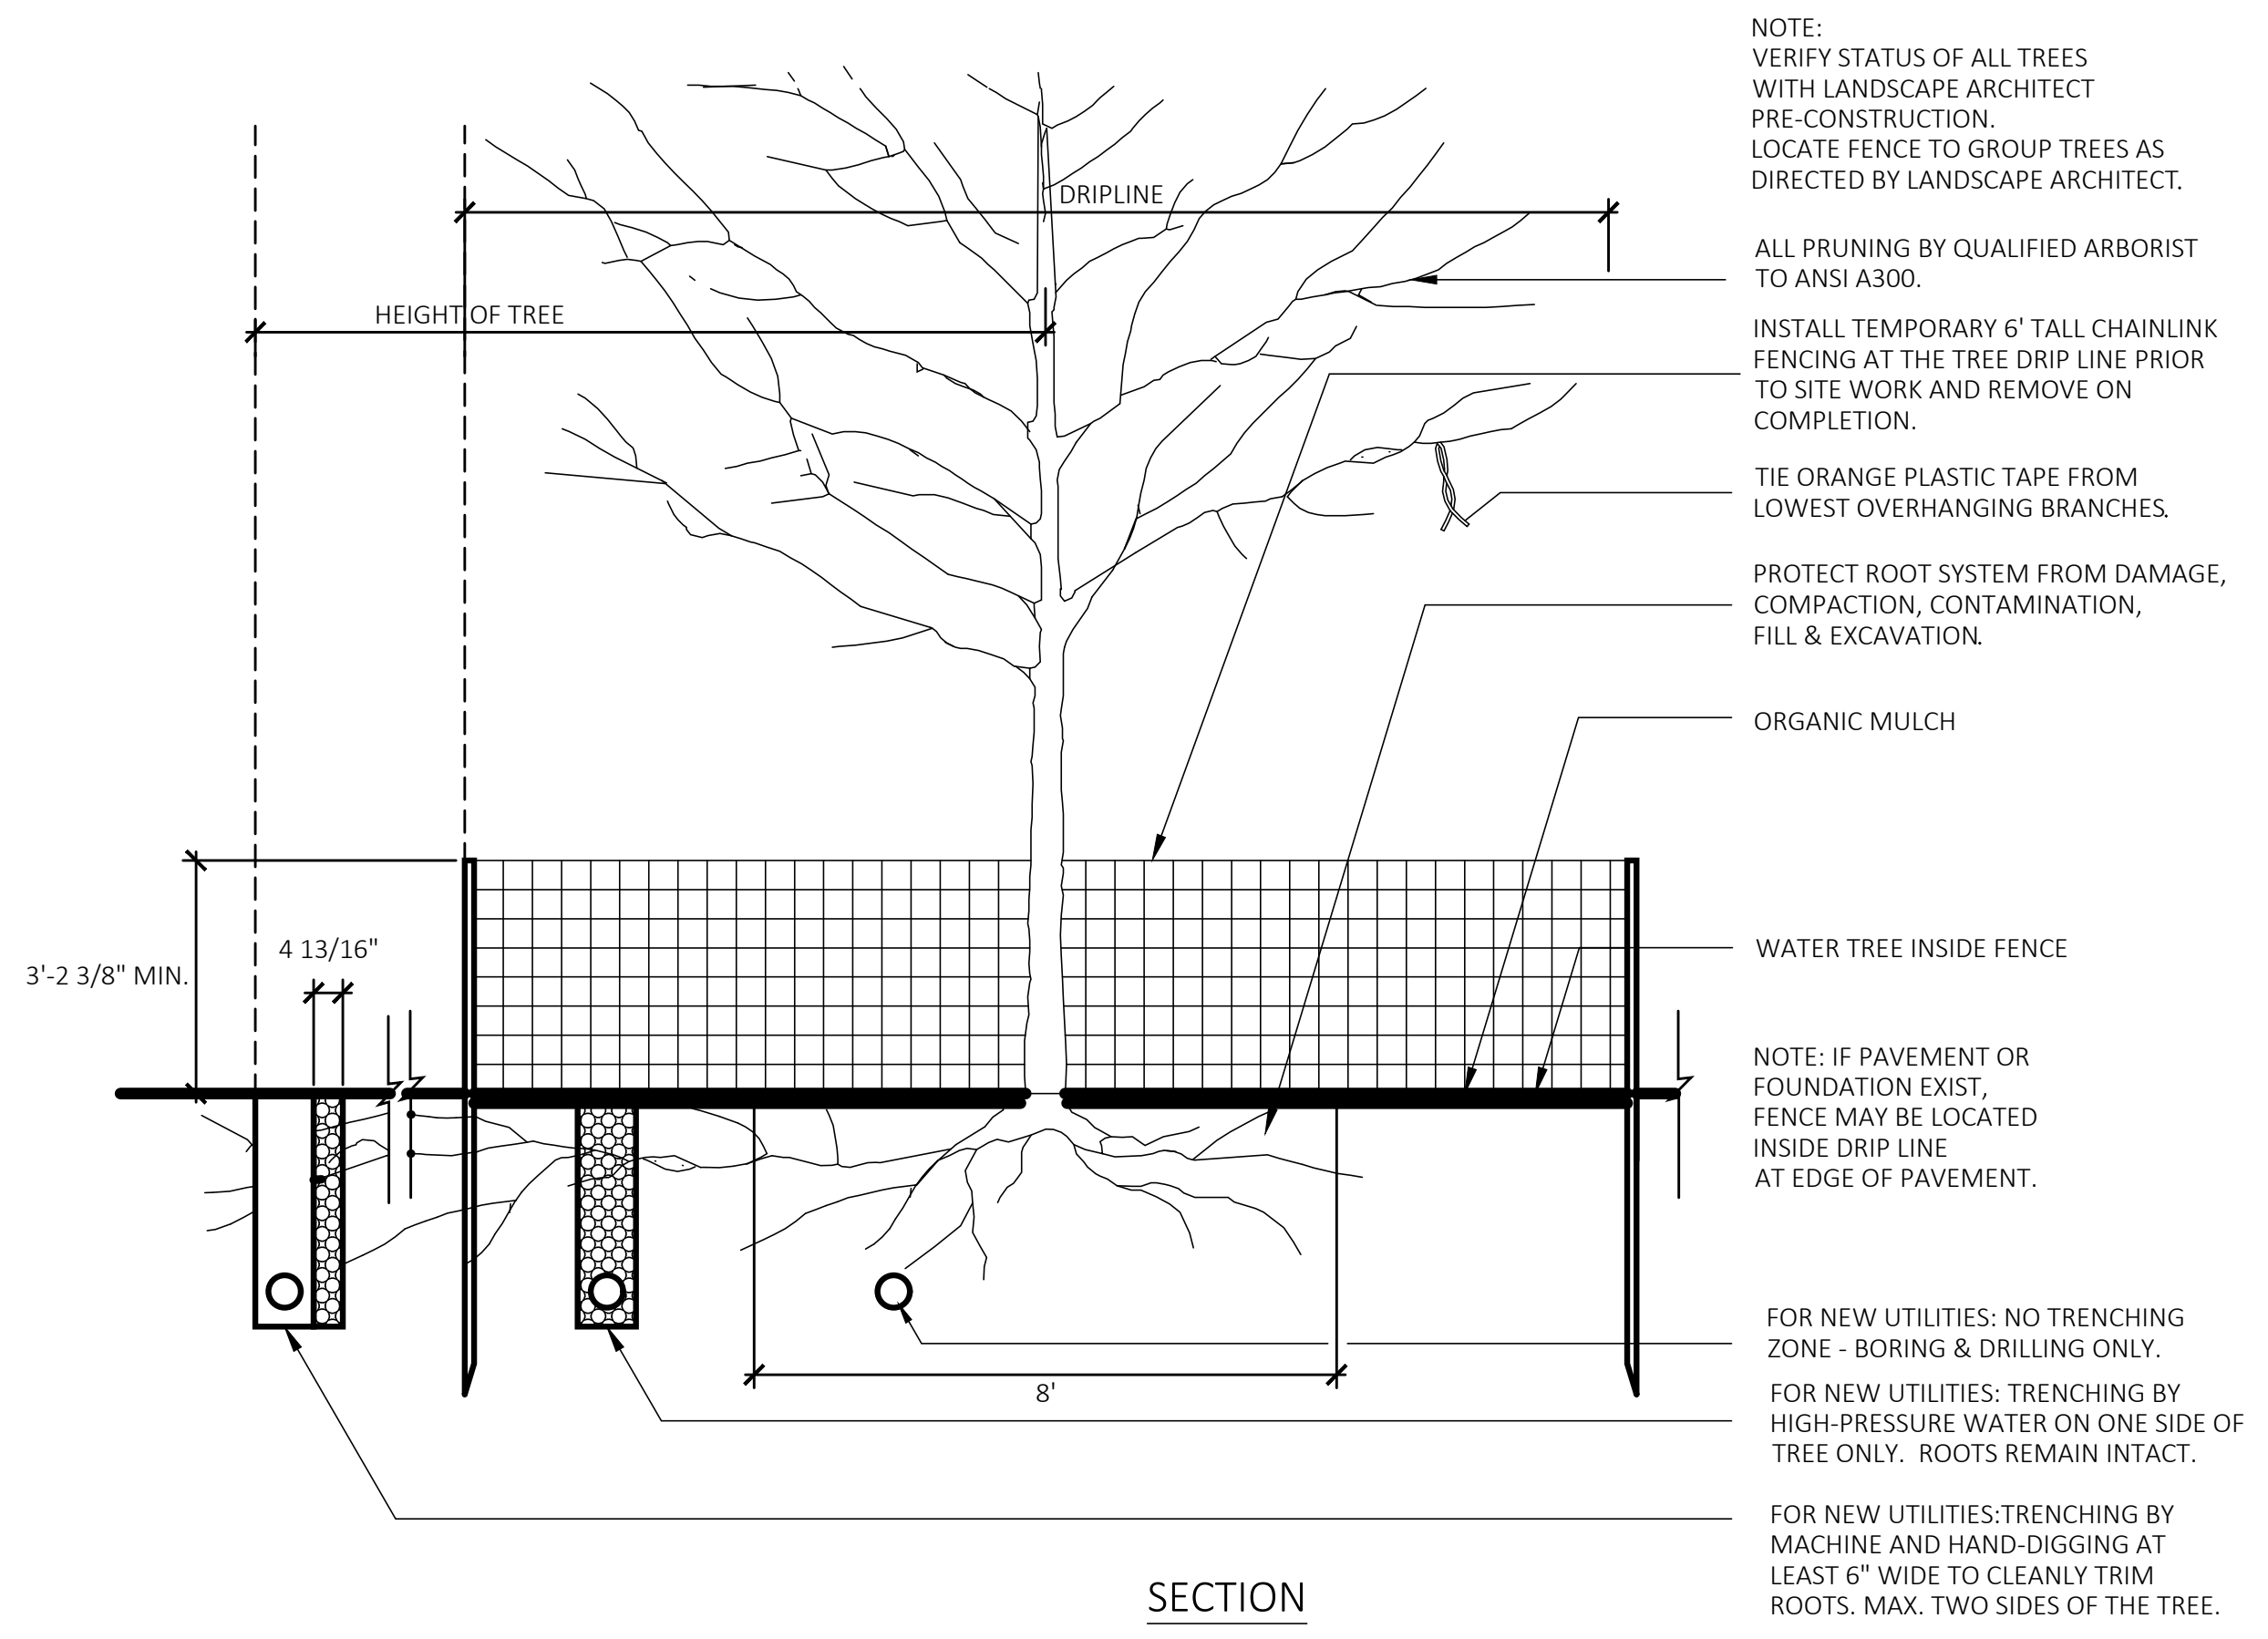 NOTE:
VERIFY STATUS OF ALL TREES
WITH LANDSCAPE ARCHITECT
PRE-CONSTRUCTION.
LOCATE FENCE TO GROUP TREES AS
DIRECTED BY LANDSCAPE ARCHITECT.
DRIPLINE
ALL PRUNING BY QUALIFIED ARBORIST
TO ANSI A300.
HEIGHT OF TREE
INSTALL TEMPORARY 6' TALL CHAINLINK
FENCING AT THE TREE DRIP LINE PRIOR
TO SITE WORK AND REMOVE ON
COMPLETION.
TIE ORANGE PLASTIC TAPE FROM
LOWEST OVERHANGING BRANCHES.
PROTECT ROOT SYSTEM FROM DAMAGE,
COMPACTION, CONTAMINATION,
FILL & EXCAVATION.
ORGANIC MULCH
4 13/16"
3'-2 3/8" MIN.
WATER TREE INSIDE FENCE
NOTE: IF PAVEMENT OR
FOUNDATION EXIST,
FENCE MAY BE LOCATED
INSIDE DRIP LINE
AT EDGE OF PAVEMENT.
FOR NEW UTILITIES: NO TRENCHING
ZONE - BORING & DRILLING ONLY.
8'
FOR NEW UTILITIES: TRENCHING BY
HIGH-PRESSURE WATER ON ONE SIDE OF
TREE ONLY.  ROOTS REMAIN INTACT.
FOR NEW UTILITIES:TRENCHING BY
MACHINE AND HAND-DIGGING AT
LEAST 6" WIDE TO CLEANLY TRIM
ROOTS. MAX. TWO SIDES OF THE TREE.
SECTION